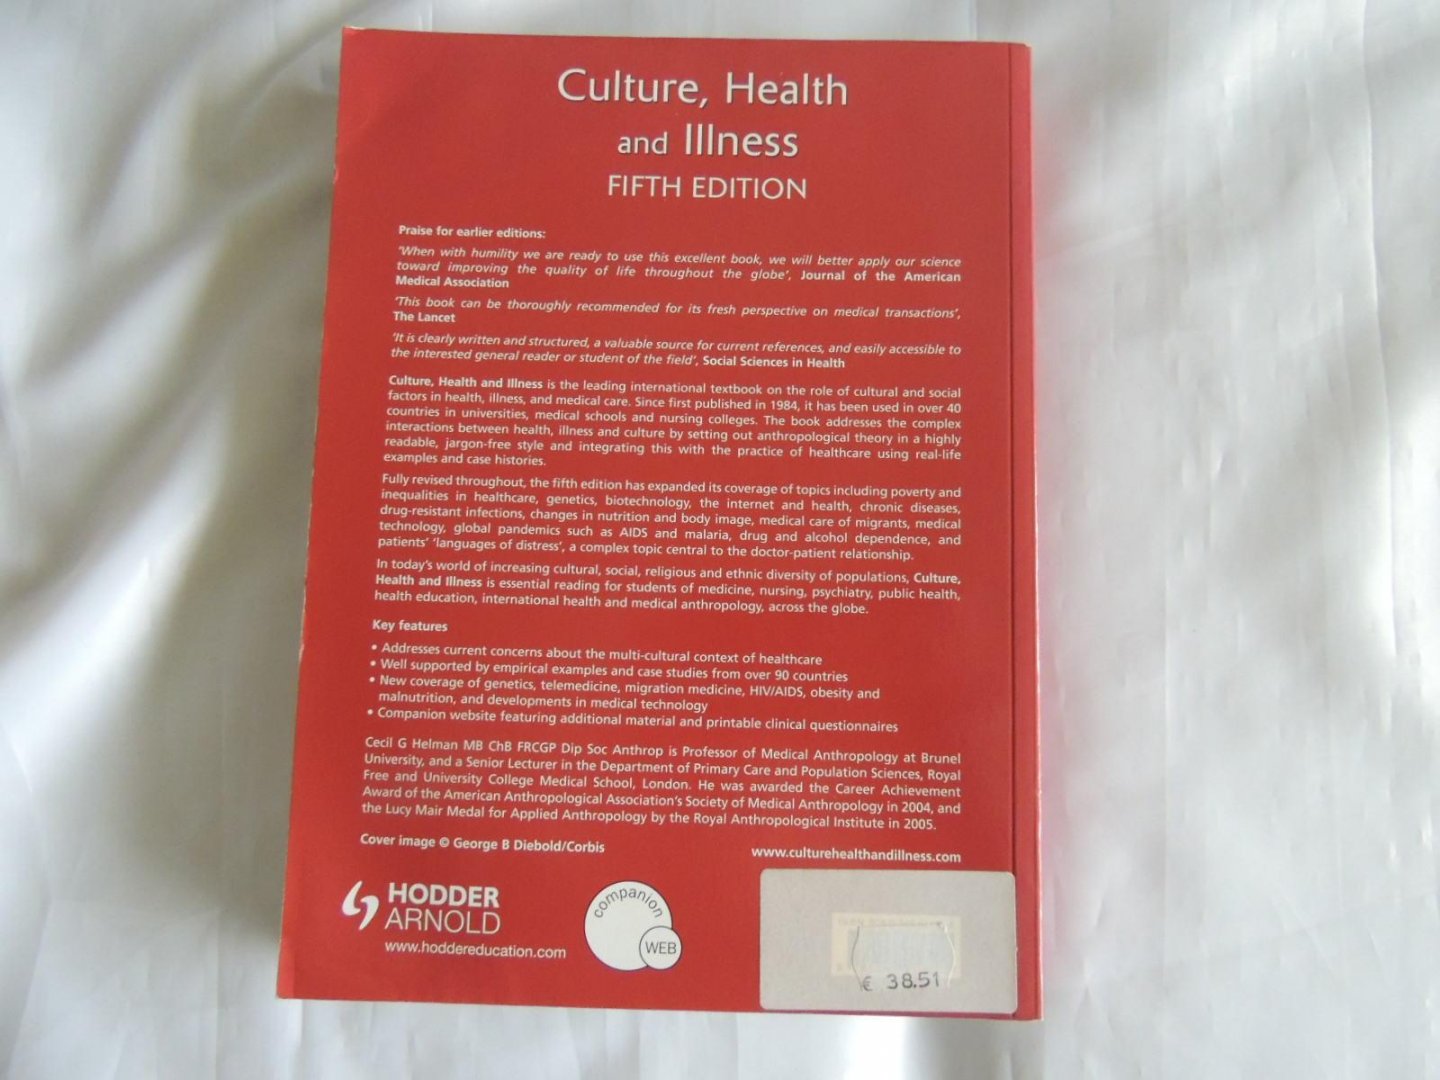 Culture, Health
and Illness
FIFTH EDITION
Praise for earlier editions:
'When with humility we are ready to use this excellent book, we will better apply our science
toward improving the quality of life throughout the globe', Journal of the American
Medical Association
'This book can be thoroughly recommended for its fresh perspective on medical transactions',
The Lancet
'It is clearly written and structured, a valuable source for current references, and easily accessible to
the interested general reader or student of the field', Social Sciences in Health
Culture, Health and Illness is the leading international textbook on the role of cultural and social
factors in health, illness, and medical care. Since first published in 1984, it has been used in over 40
countries in universities, medical schools and nursing colleges. The book addresses the complex
interactions between health, illness and culture by setting out anthropological theory in a highly
readable, jargon-free style and integrating this with the practice of healthcare using real-life
examples and case histories.
Fully revised throughout, the fifth edition has expanded its coverage of topics including poverty and
inequalities in healthcare, genetics, biotechnology, the internet and health, chronic diseases,
drug-resistant infections, changes in nutrition and body image, medical care of migrants, medical
technology, global pandemics such as AIDS and malaria, drug and alcohol dependence, and
patients' 'languages of distress', a complex topic central to the doctor-patient relationship.
In today's world of increasing cultural, social, religious and ethnic diversity of populations, Culture,
Health and Illness is essential reading for students of medicine, nursing, psychiatry, public health,
health education, international health and medical anthropology, across the globe.
Key features
• Addresses current concerns about the multi-cultural context of healthcare
• Well supported by empirical examples and case studies from over 90 countries
• New coverage of genetics, telemedicine, migration medicine, HIV/AIDS, obesity and
malnutrition, and developments in medical technology
• Companion website featuring additional material and printable clinical questionnaires
Cecil G Helman MB ChB FRCGP Dip Soc Anthrop is Professor of Medical Anthropology at Brunel
University, and a Senior Lecturer in the Department of Primary Care and Population Sciences, Royal
Free and University College Medical School, London. He was awarded the Career Achievement
Award of the American Anthropological Association's Society of Medical Anthropology in 2004, and
the Lucy Mair Medal for Applied Anthropology by the Royal Anthropological Institute in 2005.
Cover image © George B Diebold/Corbis
www.culturehealthandillness.com
HODDER
ARNOLD
www.hoddereducation.com
companion
WEB
€ 38.51